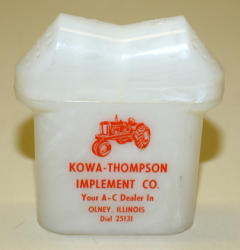 KOWA-THOMPSON
IMPLEMENT CO.
Your A-C Dealer In
OLNEY, ILLINOIS
Dial 25131